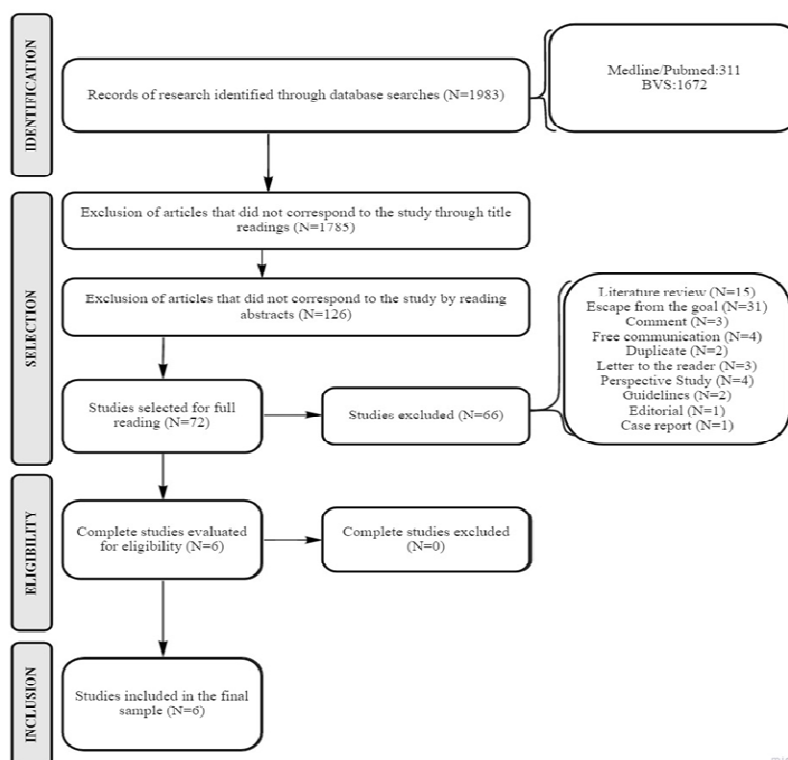 IDENTIFICATION
Records of research identified through database searches (N=1983)
Medline/Pubmed:311
BVS:1672
SELECTION
Exclusion of articles that did not correspond to the study through title
readings (N=1785)
Exclusion of articles that did not correspond to the study by reading
abstracts (N=126)
Studies selected for full
reading (N=72)
Studies excluded (N=66)
Literature review (N=15)
Escape from the goal (N=31)
Comment (N=3)
Free communication (N=4)
Duplicate (N=2)
Letter to the reader (N=3)
Perspective Study (N=4)
Guidelines (N=2)
Editorial (N=1)
Case report (N=1)
ELIGIBILITY
Complete studies evaluated
for eligibility (N=6)
Complete studies excluded
(N=0)
INCLUSION
Studies included in the final
sample (N=6)